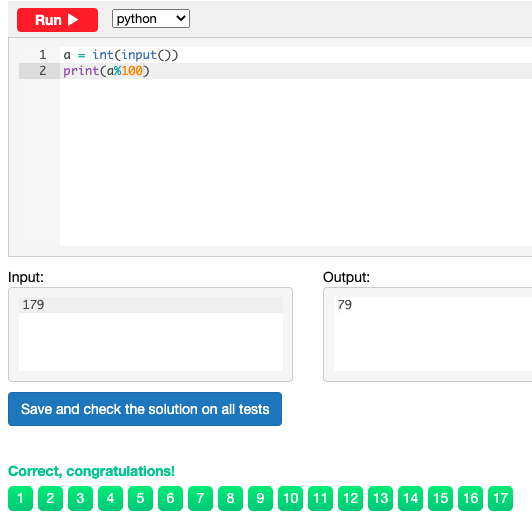 Run
python
1 a = int(input())
2 print(a%100)
Input:
Output:
179
79
Save and check the solution on all tests
Correct, congratulations!
1 2 3 4 5 6 7 8 9 10 11 12 13 14 15 16 17